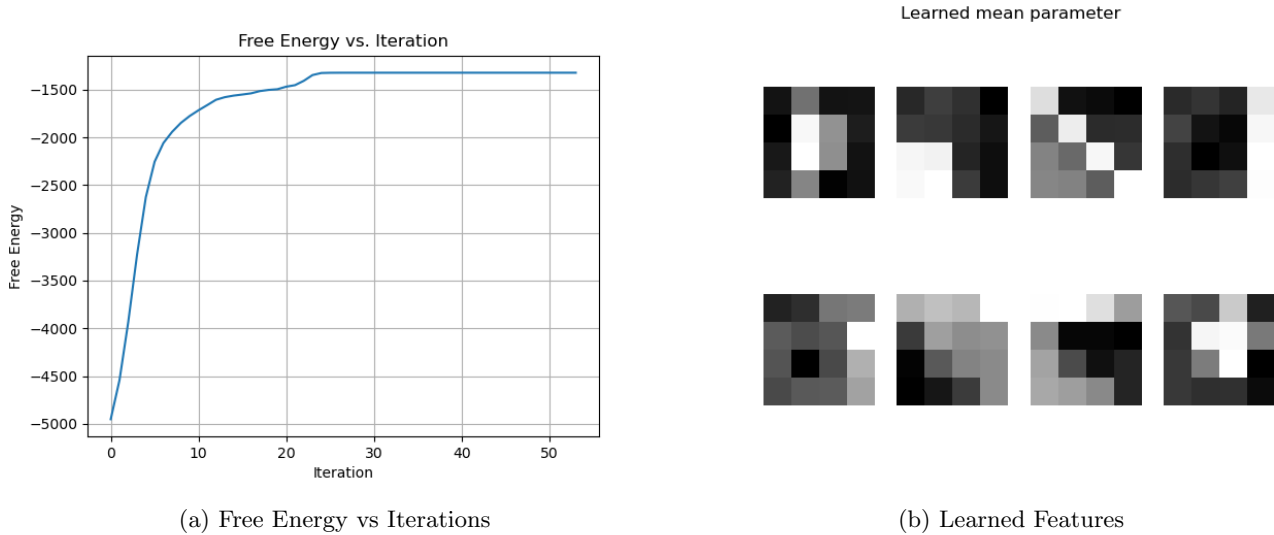 Free Energy vs. Iteration
Free Energy
−1500
−2000
−2500
−3000
−3500
−4000
−4500
−5000
0 10 20 30 40 50
Iteration
(a) Free Energy vs Iterations
Learned mean parameter
(b) Learned Features